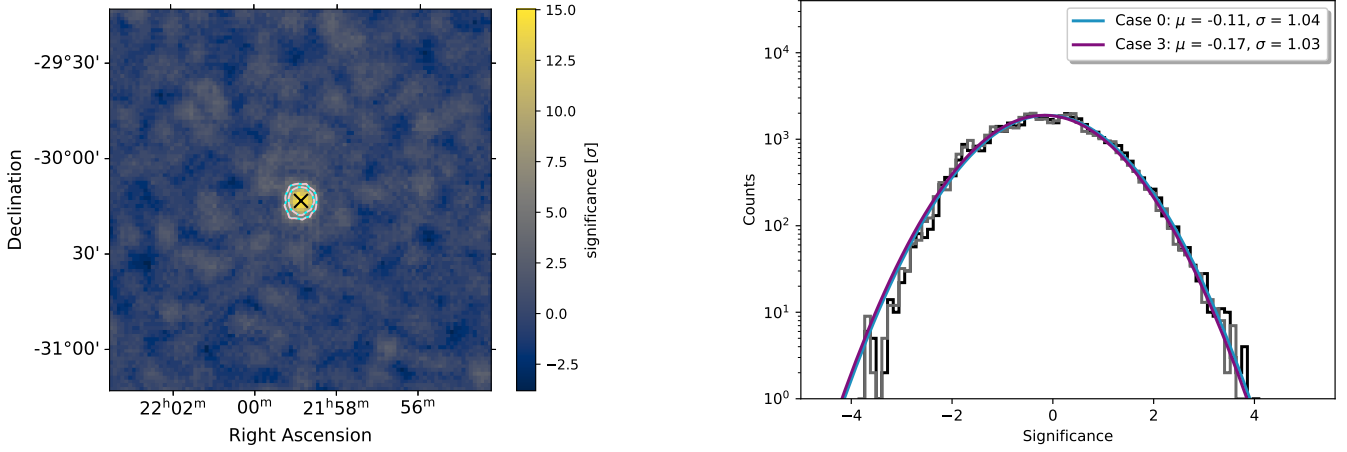 -29°30'
-30°00'
30'
-31°00'
Declination
22ʰ02ᵐ
00ᵐ
21ʰ58ᵐ
56ᵐ
Right Ascension
15.0
12.5
10.0
7.5
5.0
2.5
0.0
−2.5
significance [σ]
Case 0: μ = -0.11, σ = 1.04
Case 3: μ = -0.17, σ = 1.03
10⁴
10³
10²
10¹
10⁰
Counts
−4
−2
0
2
4
Significance